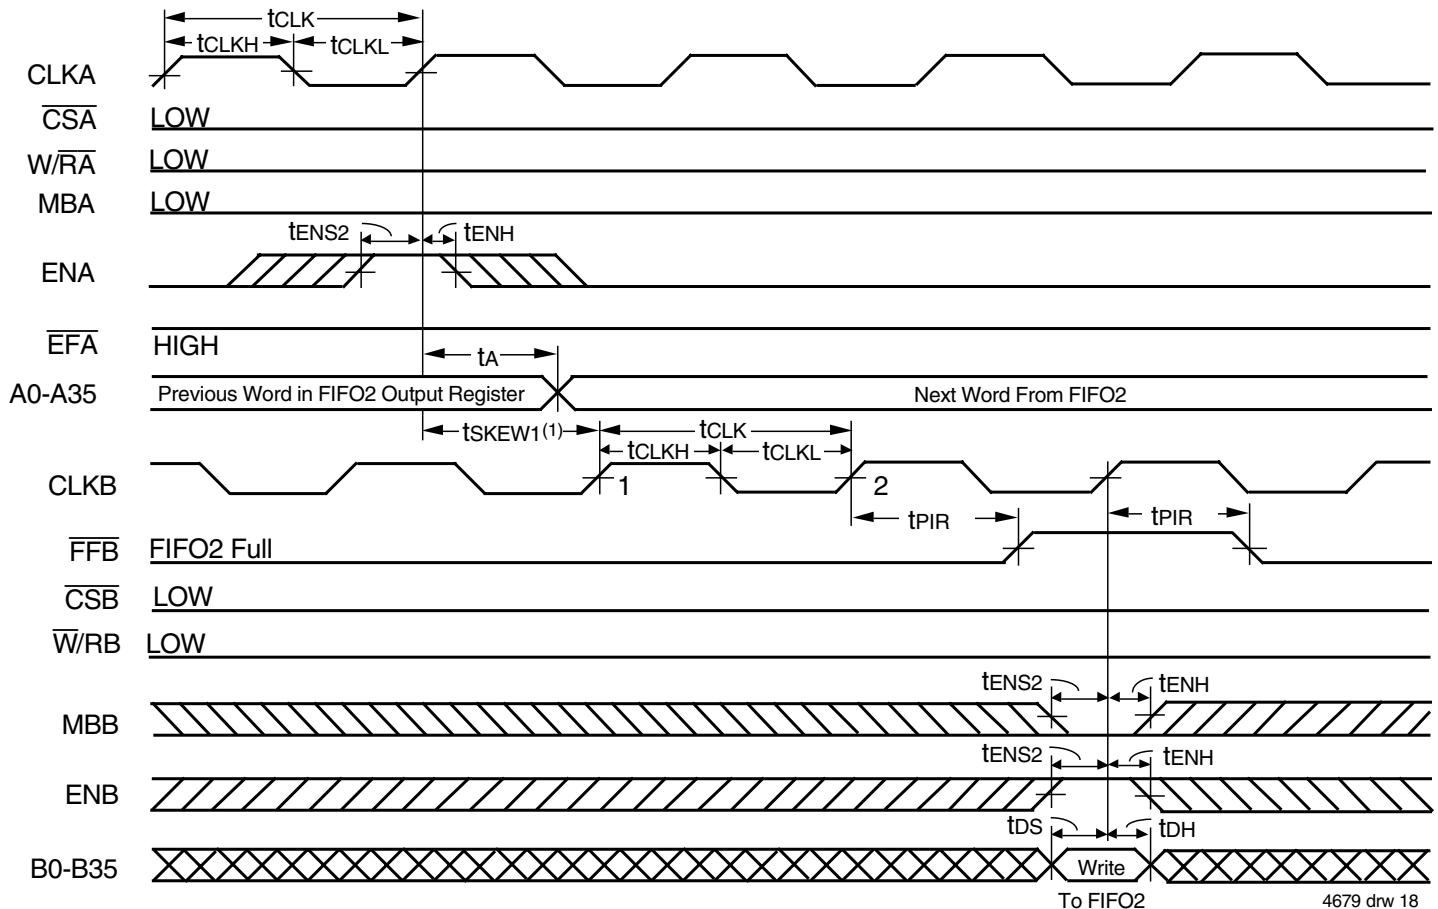 tCLK
tCLKH tCLKL
CLKA
CSA LOW
W/RA LOW
MBA LOW
tENS2 tENH
ENA
EFA HIGH
tA
A0-A35 Previous Word in FIFO2 Output Register Next Word From FIFO2
tSKEW1(1) tCLK
tCLKH tCLKL
CLKB 1 2
tPIR tPIR
FFB FIFO2 Full
CSB LOW
W/RB LOW
tENS2 tENH
MBB
tENS2 tENH
ENB
tDS tDH
B0-B35 Write
To FIFO2 4679 drw 18